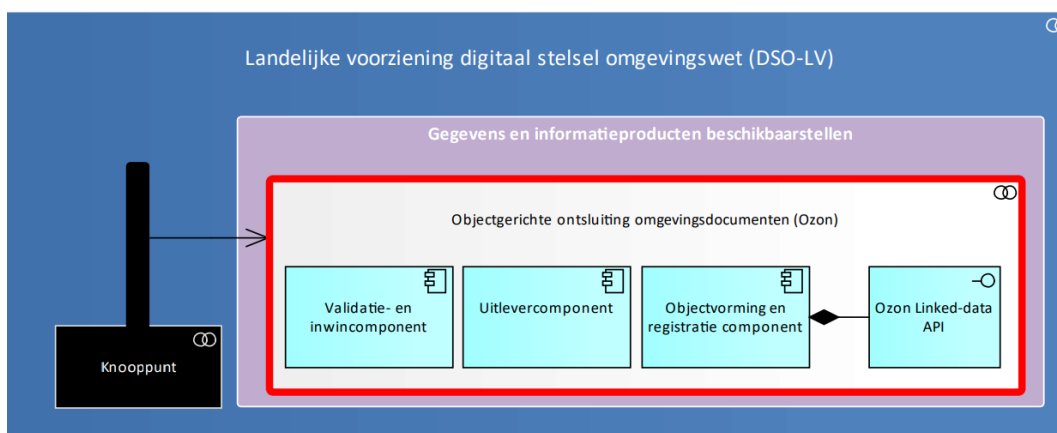 Landelijke voorziening digitaal stelsel omgevingswet (DSO-LV)
Gegevens en informatieproducten beschikbaarstellen
Objectgerichte ontsluiting omgevingsdocumenten (Ozon)
Validatie- en
inwincomponent
Uitlevercomponent
Objectvorming en
registratie component
Ozon Linked-data
API
Knooppunt